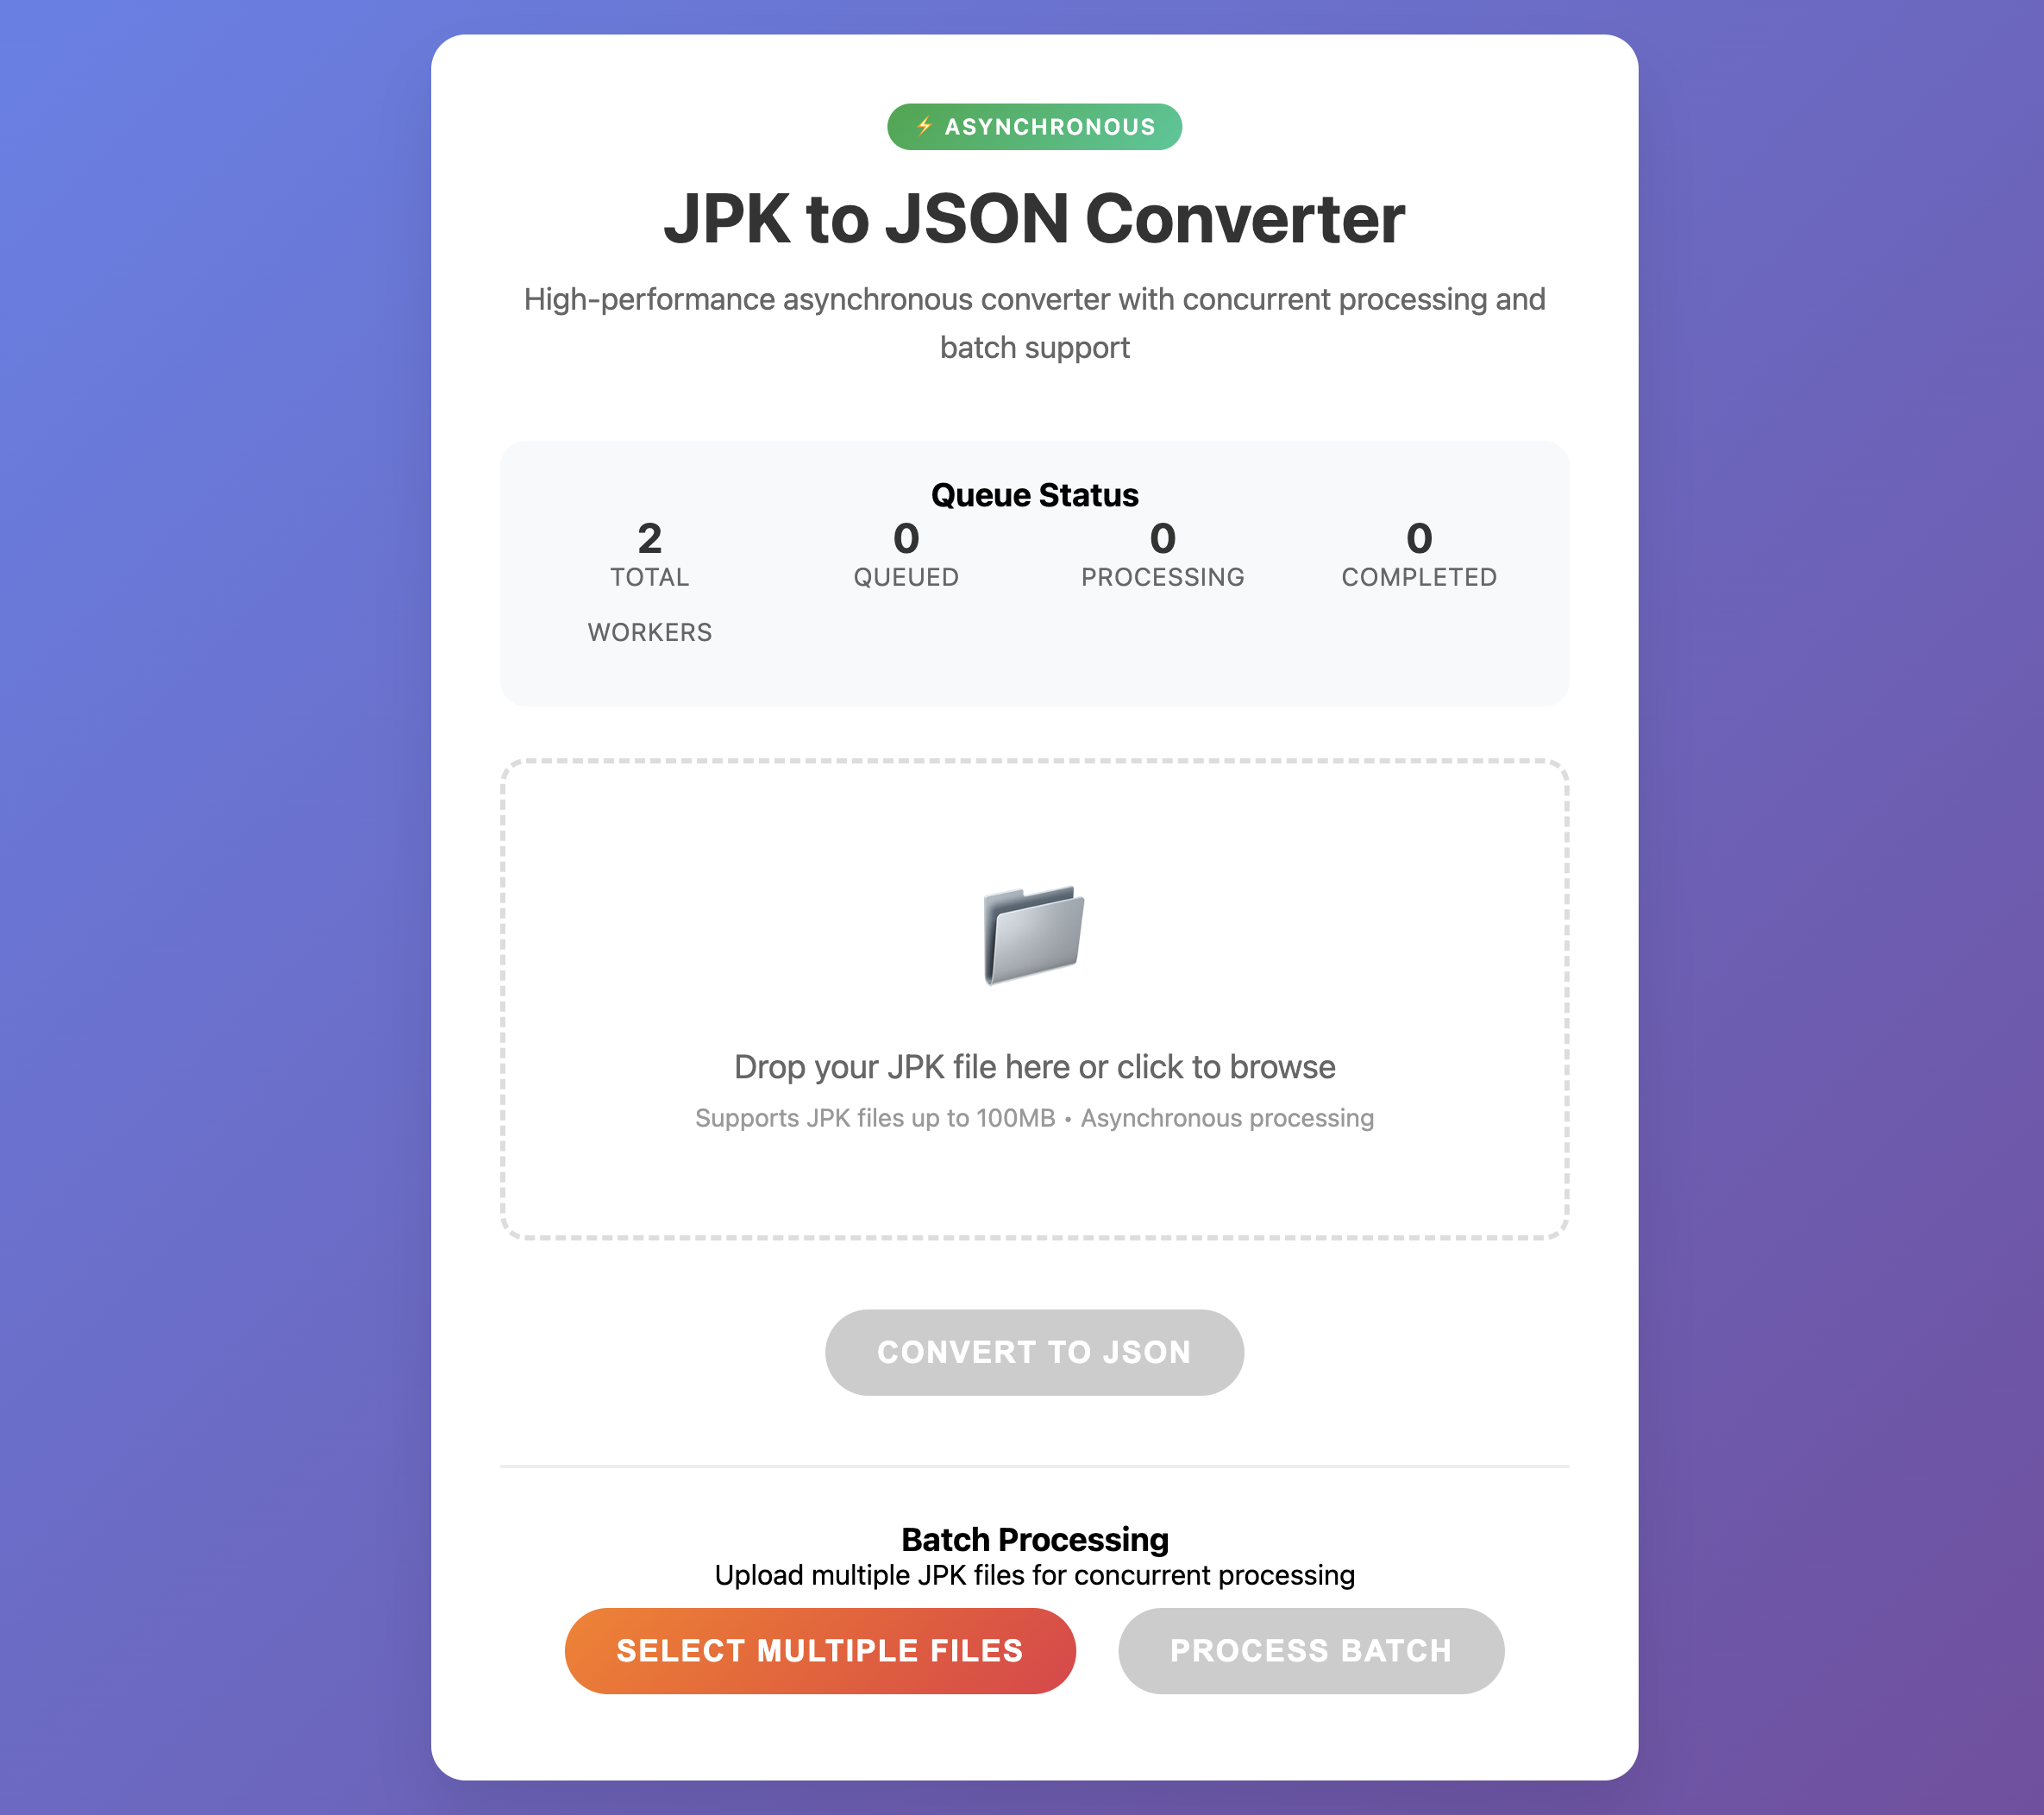 ⚡ ASYNCHRONOUS
JPK to JSON Converter
High-performance asynchronous converter with concurrent processing and
batch support
Queue Status
2 0 0 0
TOTAL QUEUED PROCESSING COMPLETED
WORKERS
Drop your JPK file here or click to browse
Supports JPK files up to 100MB • Asynchronous processing
CONVERT TO JSON
Batch Processing
Upload multiple JPK files for concurrent processing
SELECT MULTIPLE FILES PROCESS BATCH